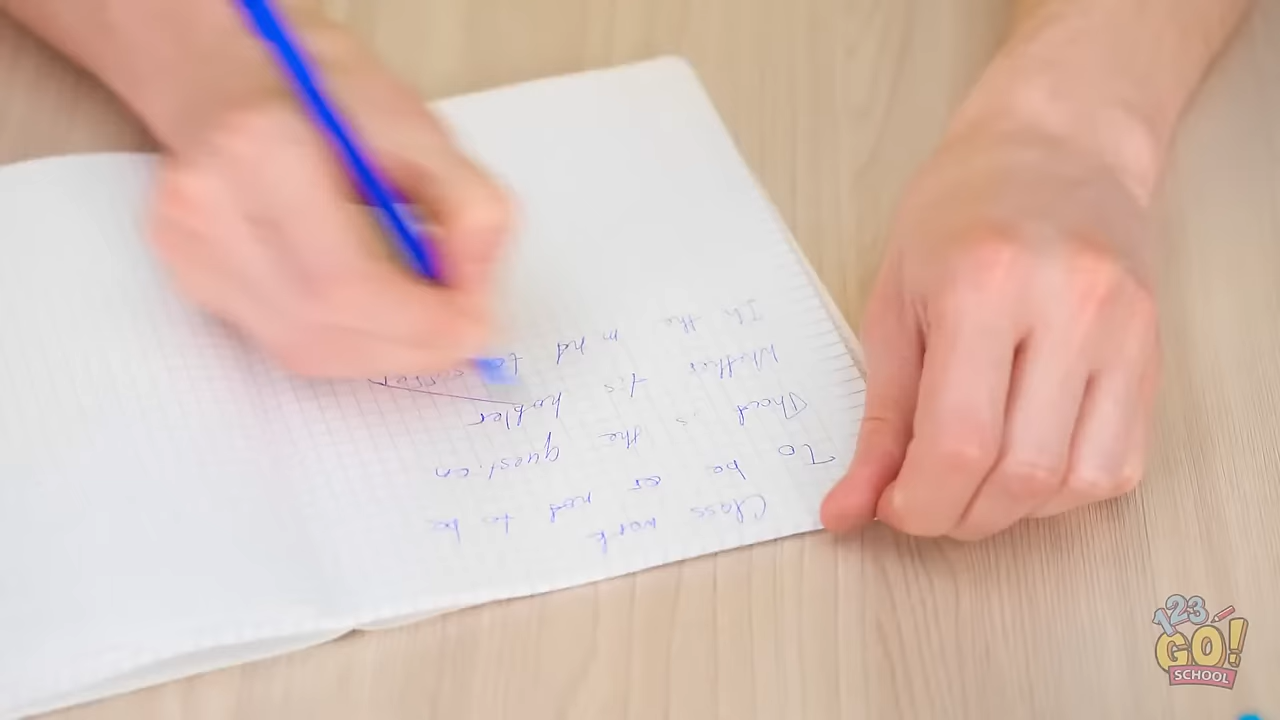 Class work
To be or not to be
That is the question
Whether tis nobler
In the mind to
123
GO!
SCHOOL